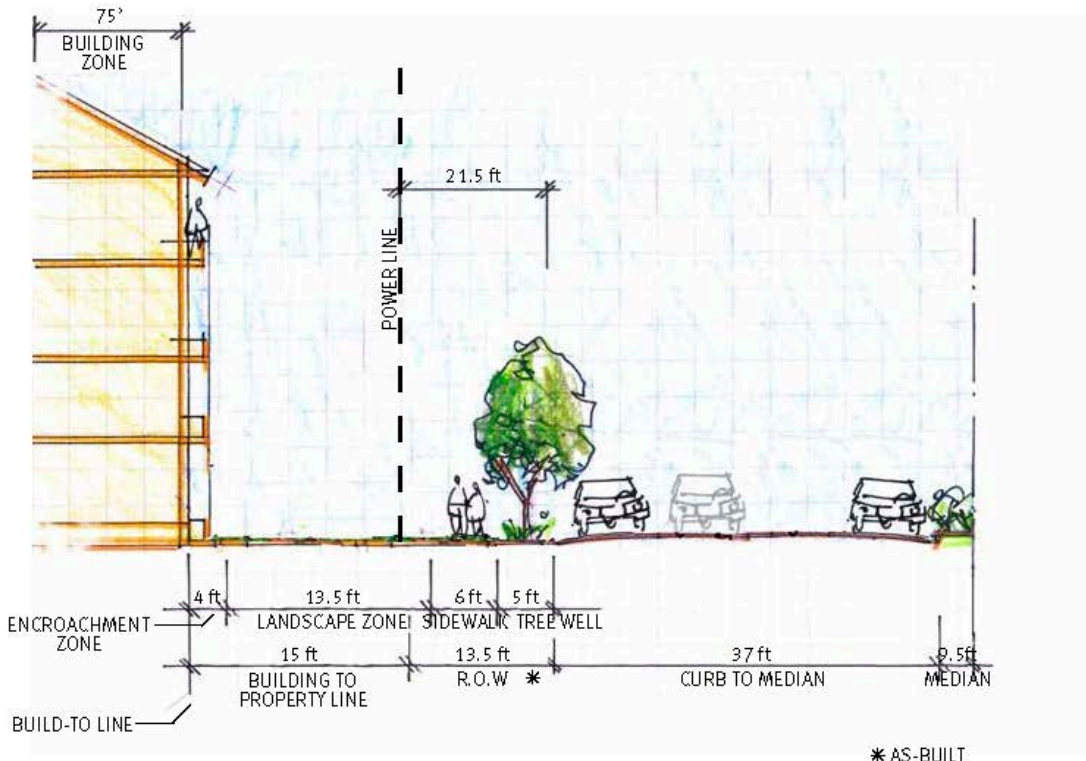 75'
BUILDING
ZONE
21.5 ft
POWER LINE
4 ft
13.5 ft
6 ft
5 ft
ENCROACHMENT
ZONE
LANDSCAPE ZONE
SIDEWALK
TREE WELL
15 ft
13.5 ft
37 ft
9.5ft
BUILDING TO
PROPERTY LINE
R.O.W *
CURB TO MEDIAN
MEDIAN
BUILD-TO LINE
* AS-BUILT